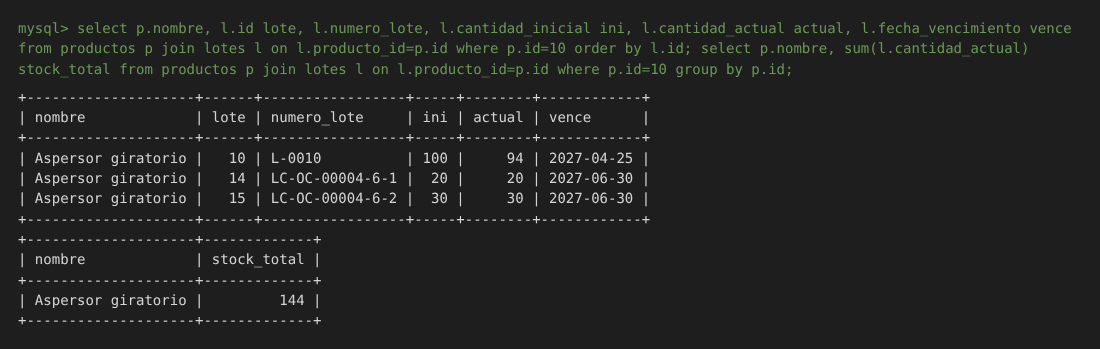 mysql> select p.nombre, l.id lote, l.numero_lote, l.cantidad_inicial ini, l.cantidad_actual actual, l.fecha_vencimiento vence
from productos p join lotes l on l.producto_id=p.id where p.id=10 order by l.id; select p.nombre, sum(l.cantidad_actual)
stock_total from productos p join lotes l on l.producto_id=p.id where p.id=10 group by p.id;
+--------------------+------+-----------------+-----+--------+------------+
| nombre             | lote | numero_lote     | ini | actual | vence      |
+--------------------+------+-----------------+-----+--------+------------+
| Aspersor giratorio |   10 | L-0010          | 100 |     94 | 2027-04-25 |
| Aspersor giratorio |   14 | LC-OC-00004-6-1 |  20 |     20 | 2027-06-30 |
| Aspersor giratorio |   15 | LC-OC-00004-6-2 |  30 |     30 | 2027-06-30 |
+--------------------+------+-----------------+-----+--------+------------+
+--------------------+-------------+
| nombre             | stock_total |
+--------------------+-------------+
| Aspersor giratorio |         144 |
+--------------------+-------------+